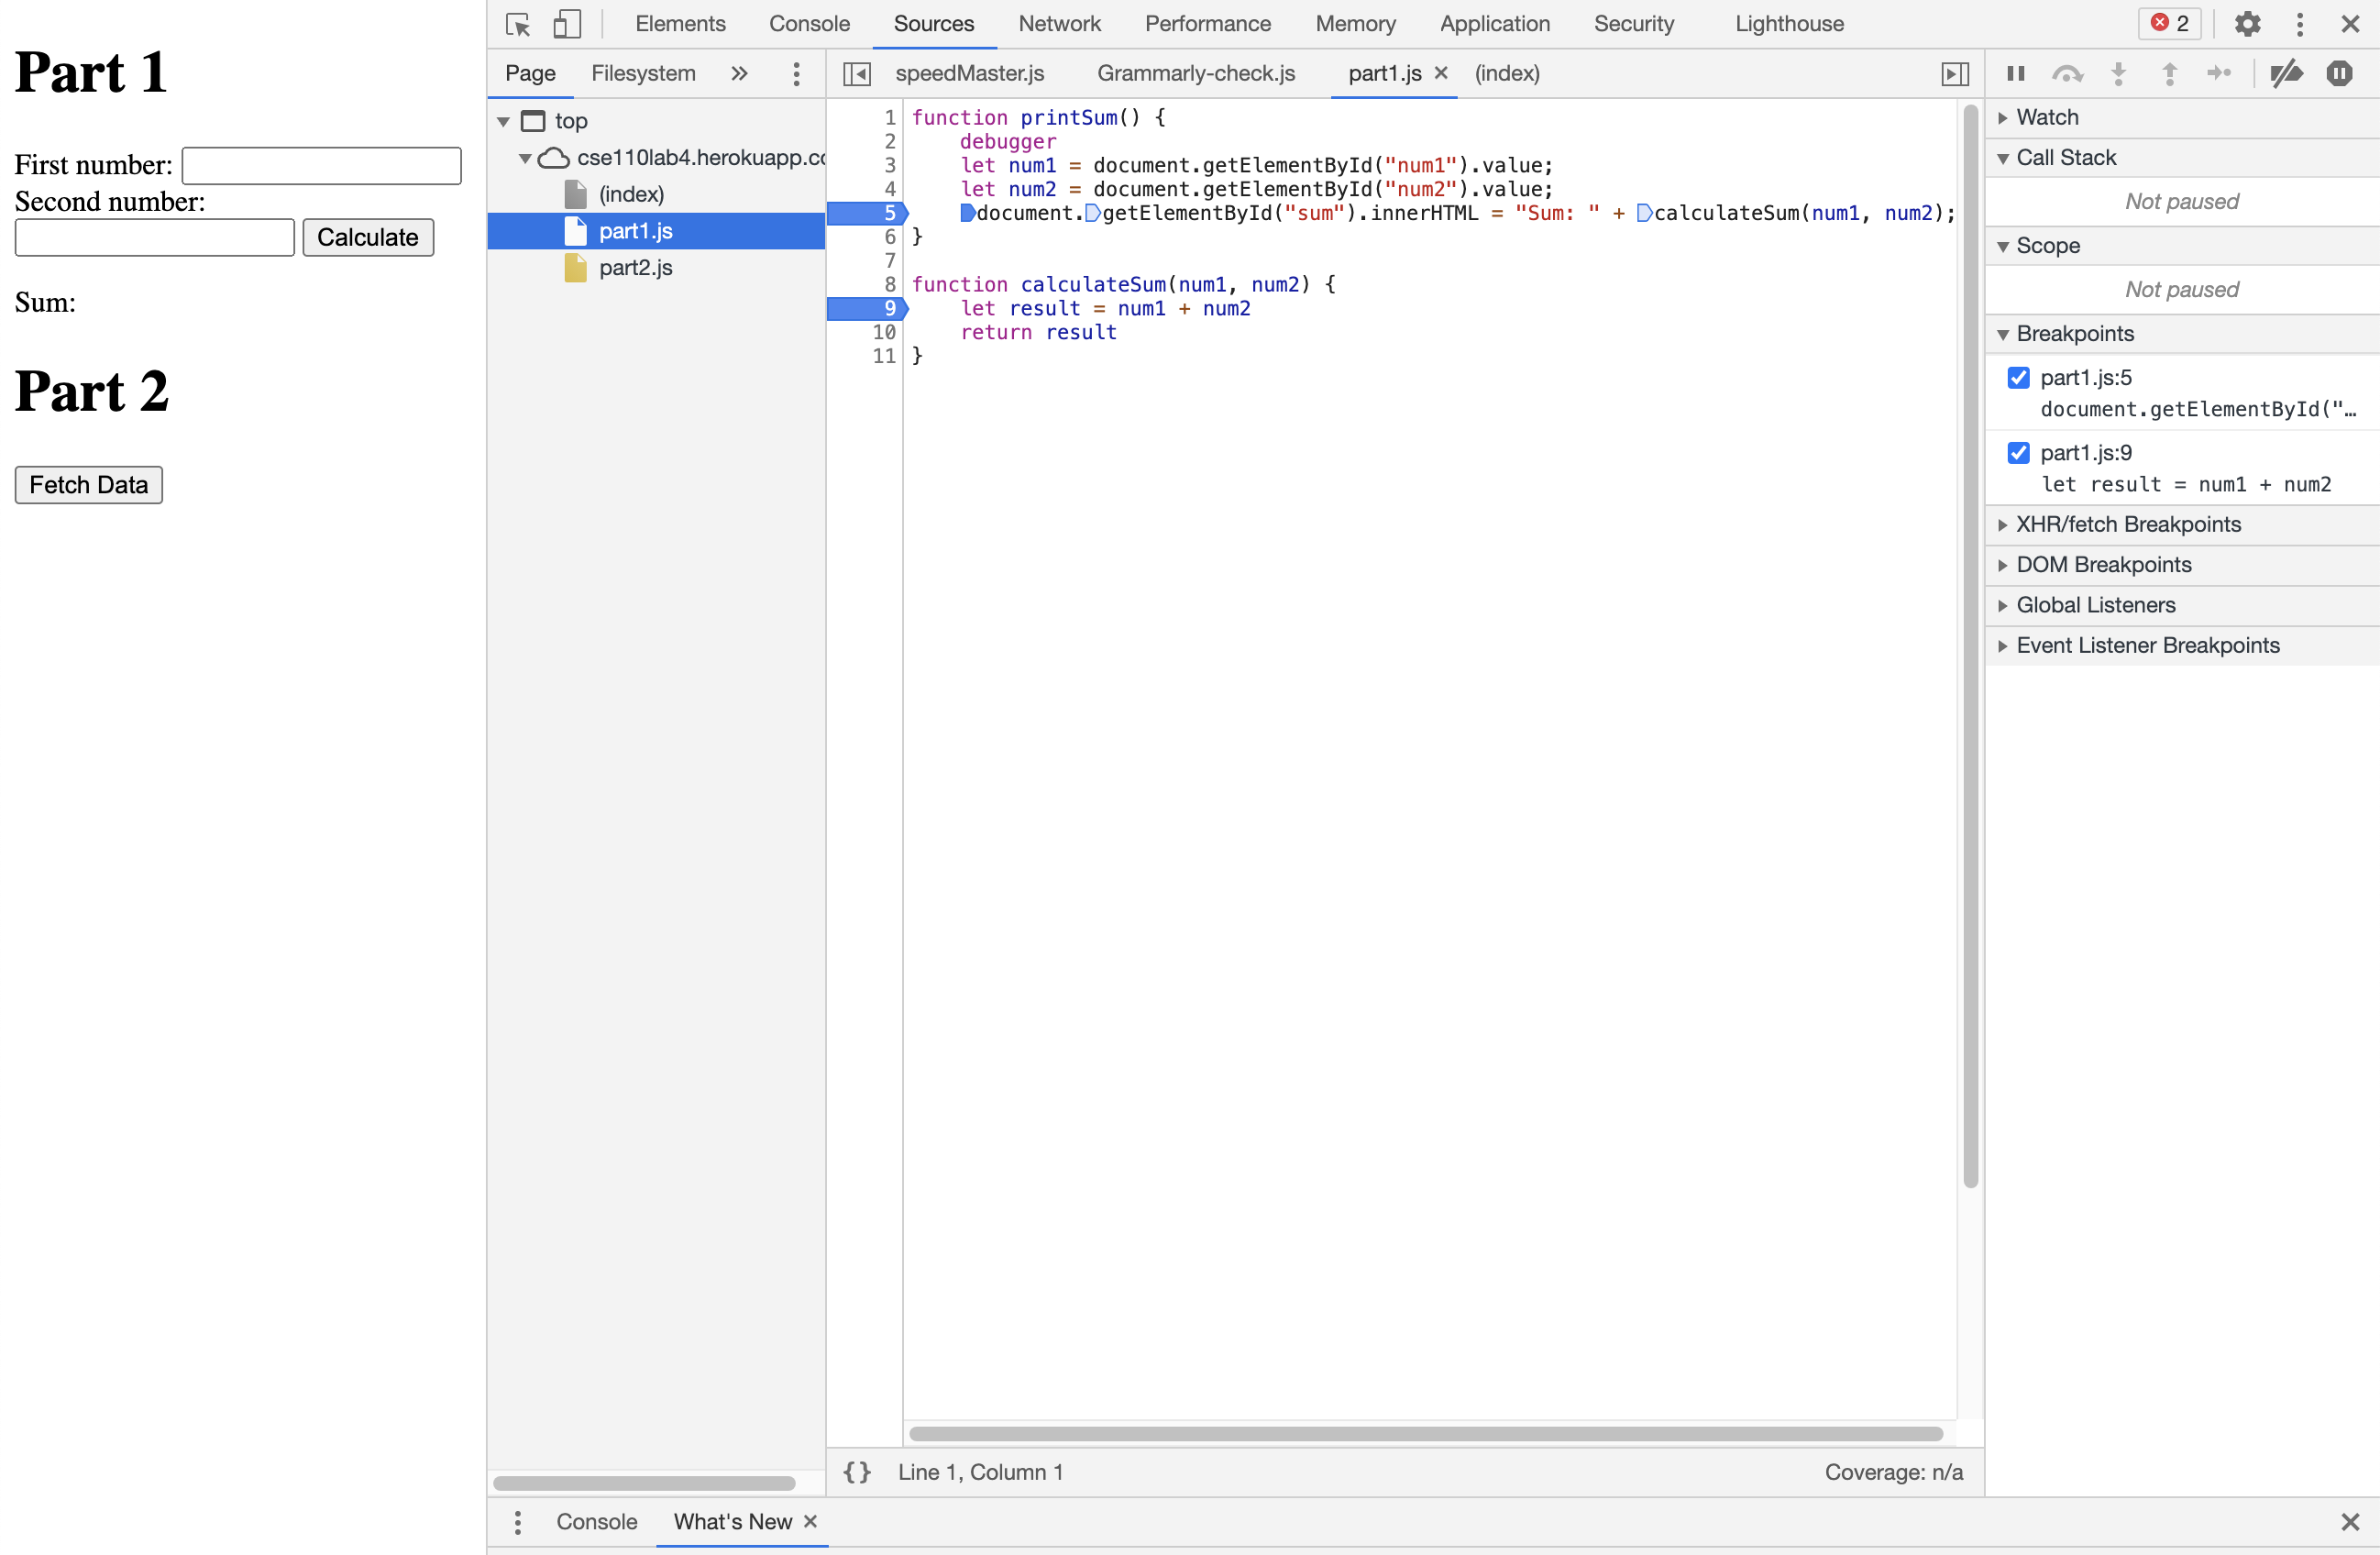 Part 1
First number:
Second number:
Calculate
Sum:
Part 2
Fetch Data
Elements Console Sources Network Performance Memory Application Security Lighthouse 2
Page Filesystem »
top
cse110lab4.herokuapp.co
(index)
part1.js
part2.js
speedMaster.js Grammarly-check.js part1.js × (index)
1 function printSum() {
2 debugger
3 let num1 = document.getElementById("num1").value;
4 let num2 = document.getElementById("num2").value;
5 document.getElementById("sum").innerHTML = "Sum: " + calculateSum(num1, num2);
6 }
7
8 function calculateSum(num1, num2) {
9 let result = num1 + num2
10 return result
11 }
{} Line 1, Column 1 Coverage: n/a
Watch
Call Stack
Not paused
Scope
Not paused
Breakpoints
part1.js:5
document.getElementById("…
part1.js:9
let result = num1 + num2
XHR/fetch Breakpoints
DOM Breakpoints
Global Listeners
Event Listener Breakpoints
Console What's New ×